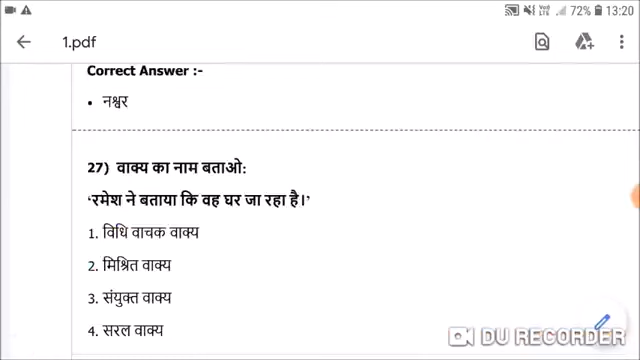 72% 13:20
1.pdf
Correct Answer :-
• नश्वर
27) वाक्य का नाम बताओ:
‘रमेश ने बताया कि वह घर जा रहा है।’
1. विधि वाचक वाक्य
2. मिश्रित वाक्य
3. संयुक्त वाक्य
4. सरल वाक्य
DU RECORDER